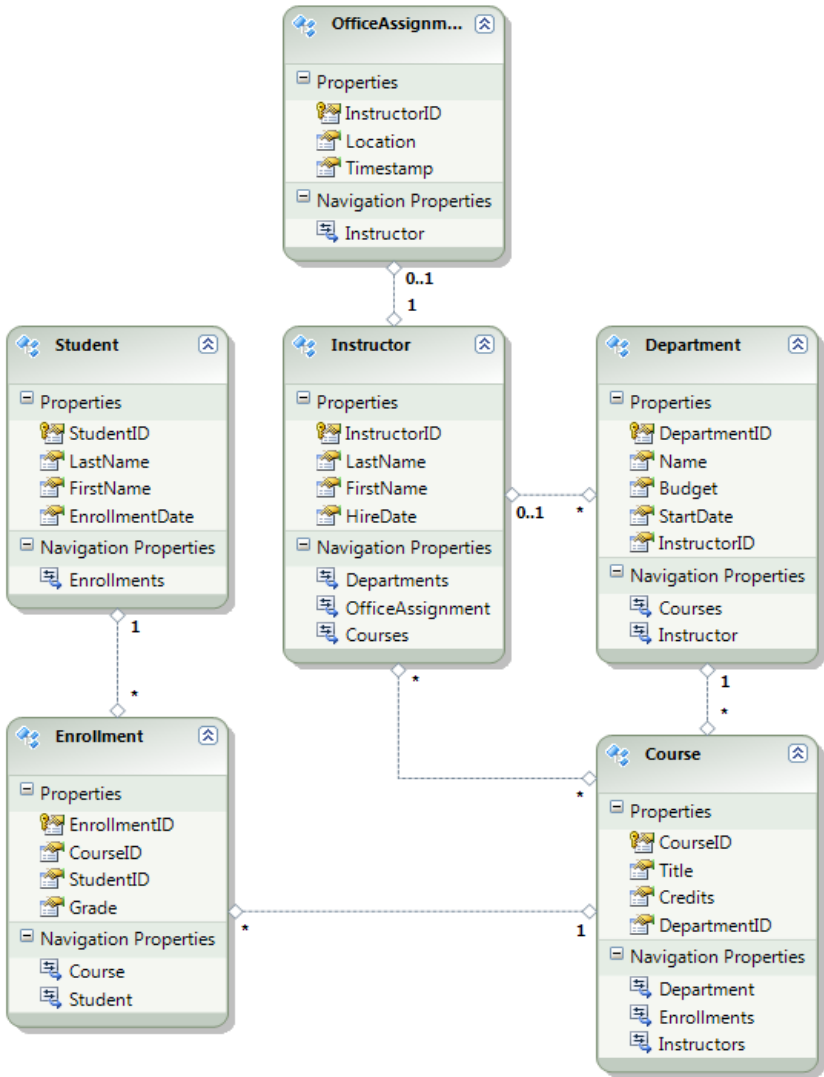 OfficeAssignm...
Properties
InstructorID
Location
Timestamp
Navigation Properties
Instructor
0..1
1
Student
Properties
StudentID
LastName
FirstName
EnrollmentDate
Navigation Properties
Enrollments
1
*
Instructor
Properties
InstructorID
LastName
FirstName
HireDate
Navigation Properties
Departments
OfficeAssignment
Courses
0..1 *
*
*
Department
Properties
DepartmentID
Name
Budget
StartDate
InstructorID
Navigation Properties
Courses
Instructor
1
*
Enrollment
Properties
EnrollmentID
CourseID
StudentID
Grade
Navigation Properties
Course
Student
* 1
Course
Properties
CourseID
Title
Credits
DepartmentID
Navigation Properties
Department
Enrollments
Instructors